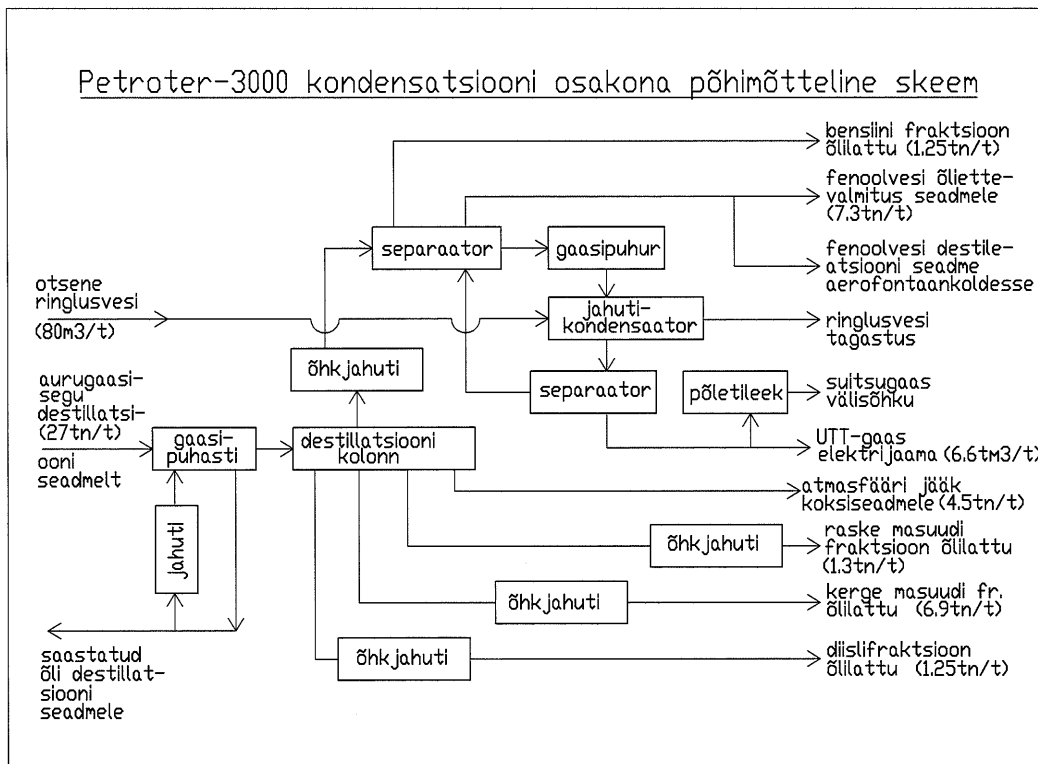 Petroter-3000 kondensatsiooni osakona põhimõtteline skeem
bensiini fraktsioon
õlilattu (1.25tn/t)
fenoolvesi õliette-
valmitus seadmele
(7.3tn/t)
separaator
gaasipuhur
fenoolvesi destile-
atsiooni seadme
aerofontaankoldesse
otsene
ringlusvesi
(80m3/t)
jahuti-
kondensaator
ringlusvesi
tagastus
õhkjahuti
aurugaasi-
segu
destillatsi-
(27tn/t)
ooni
seadmelt
separaator
põletileek
suitsugaas
välisõhku
gaasi-
puhasti
destillatsiooni
kolonn
UTT-gaas
elektrijaama (6.6tm3/t)
atmasfääri jääk
koksiseadmele (4.5tn/t)
jahuti
õhkjahuti
raske masuudi
fraktsioon õlilattu
(1.3tn/t)
õhkjahuti
kerge masuudi fr.
õlilattu (6.9tn/t)
saastatud
õli destillat-
siooni
seadmele
õhkjahuti
diislifraktsioon
õlilattu (1.25tn/t)